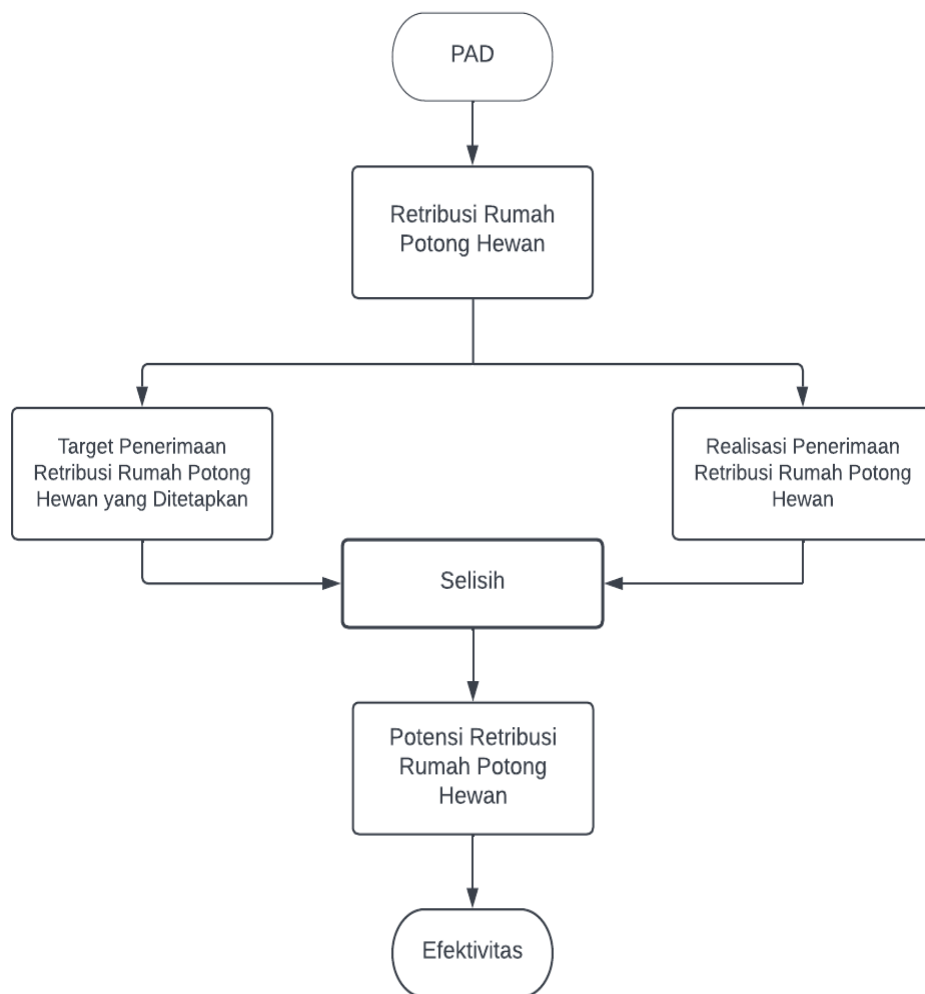 PAD
Retribusi Rumah
Potong Hewan
Target Penerimaan
Retribusi Rumah Potong
Hewan yang Ditetapkan
Realisasi Penerimaan
Retribusi Rumah Potong
Hewan
Selisih
Potensi Retribusi
Rumah Potong
Hewan
Efektivitas